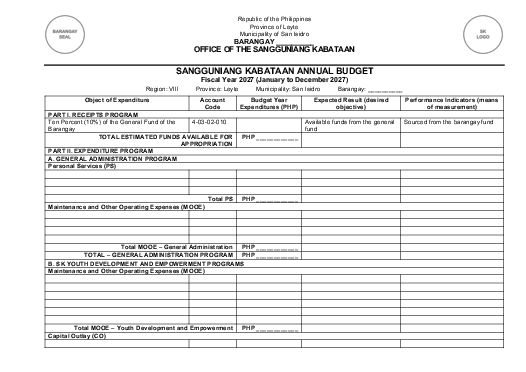 BARANGAY
SEAL
Republic of the Philippines
Province of Leyte
Municipality of San Isidro
BARANGAY ____________
OFFICE OF THE SANGGUNIANG KABATAAN
SK
LOGO
SANGGUNIANG KABATAAN ANNUAL BUDGET
Fiscal Year 2027 (January to December 2027)
Region: VIII Province: Leyte Municipality: San Isidro Barangay: ____________
Object of Expenditure Account Code Budget Year Expenditures (PHP) Expected Result (desired objective) Performance Indicators (means of measurement)
PART I. RECEIPTS PROGRAM
Ten Percent (10%) of the General Fund of the Barangay 4-03-02-010 Available funds from the general fund Sourced from the barangay fund
TOTAL ESTIMATED FUNDS AVAILABLE FOR APPROPRIATION PHP ____________
PART II. EXPENDITURE PROGRAM
A. GENERAL ADMINISTRATION PROGRAM
Personal Services (PS)
Total PS PHP ____________
Maintenance and Other Operating Expenses (MOOE)
Total MOOE – General Administration PHP ____________
TOTAL – GENERAL ADMINISTRATION PROGRAM PHP ____________
B. SK YOUTH DEVELOPMENT AND EMPOWERMENT PROGRAMS
Maintenance and Other Operating Expenses (MOOE)
Total MOOE – Youth Development and Empowerment PHP ____________
Capital Outlay (CO)